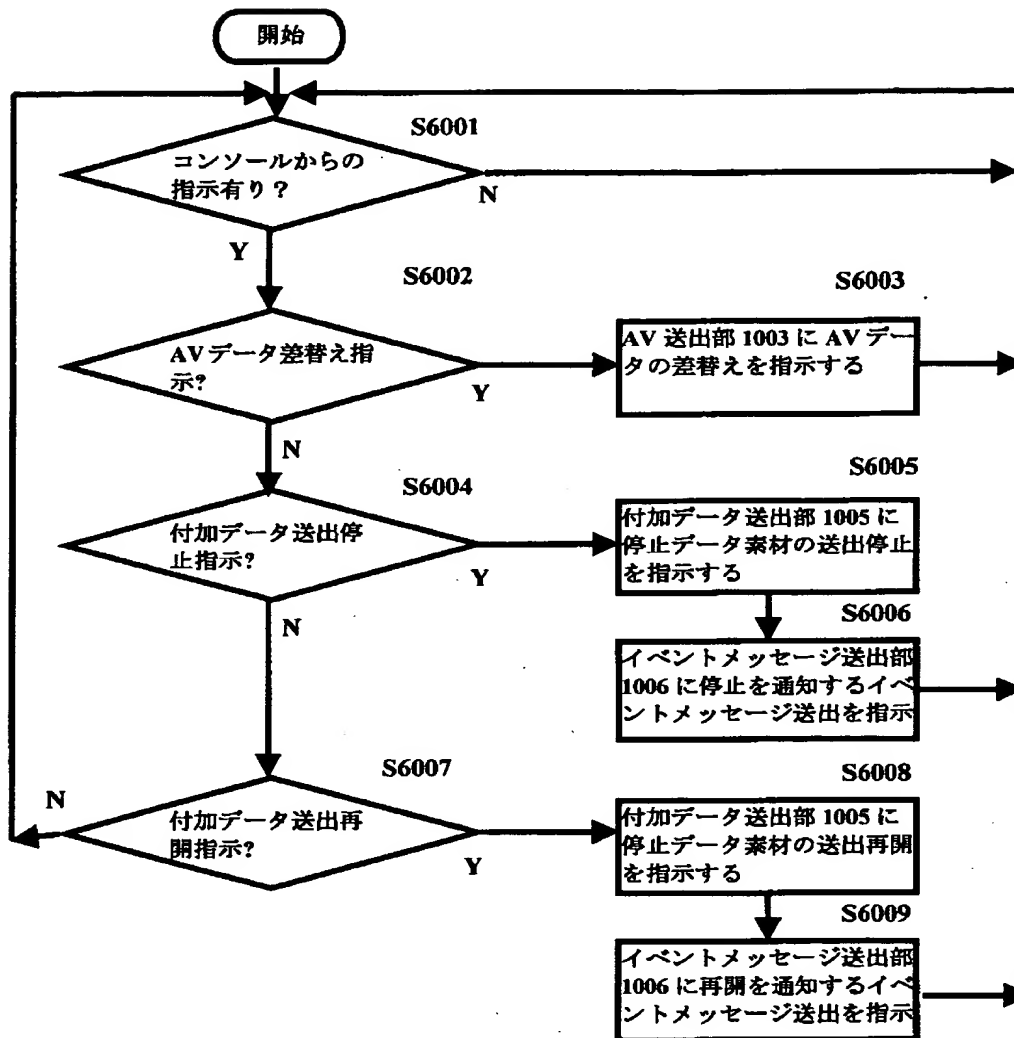 開始
S6001
コンソールからの
指示有り？
N
Y
S6002
AVデータ差替え指
示?
Y
N
S6003
AV 送出部 1003 に AV デー
タの差替えを指示する
S6004
付加データ送出停
止指示?
Y
N
S6005
付加データ送出部 1005 に
停止データ素材の送出停止
を指示する
S6006
イベントメッセージ送出部
1006 に停止を通知するイベ
ントメッセージ送出を指示
S6007
N
付加データ送出再
開指示?
Y
S6008
付加データ送出部 1005 に
停止データ素材の送出再開
を指示する
S6009
イベントメッセージ送出部
1006 に再開を通知するイベ
ントメッセージ送出を指示